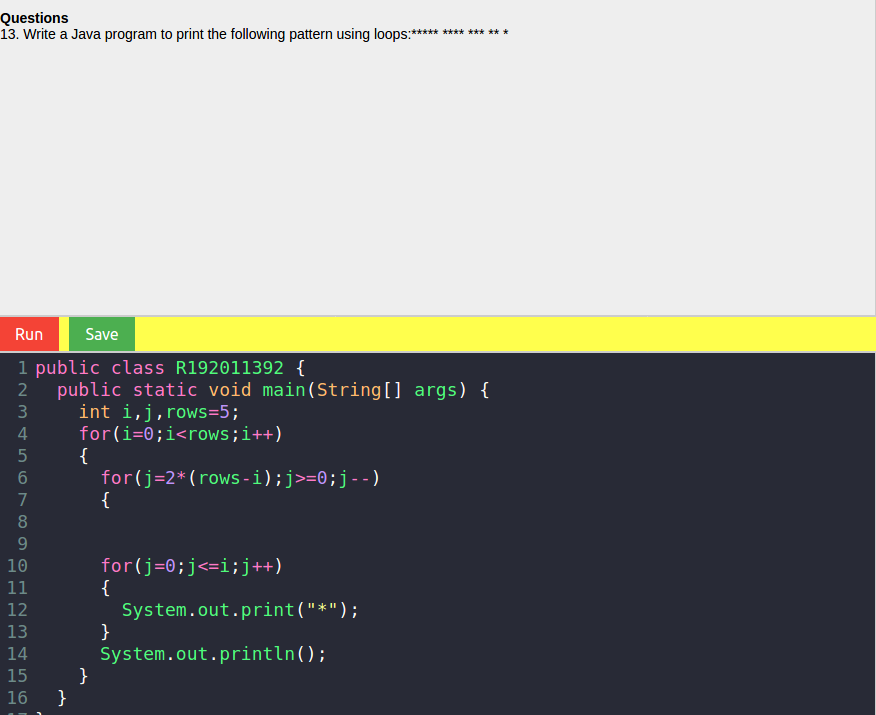 Questions
13. Write a Java program to print the following pattern using loops:***** **** *** ** *
Run Save
1 public class R192011392 {
2   public static void main(String[] args) {
3     int i,j,rows=5;
4     for(i=0;i<rows;i++)
5     {
6       for(j=2*(rows-i);j>=0;j--)
7       {
8
9
10       for(j=0;j<=i;j++)
11       {
12         System.out.print("*");
13       }
14       System.out.println();
15     }
16   }